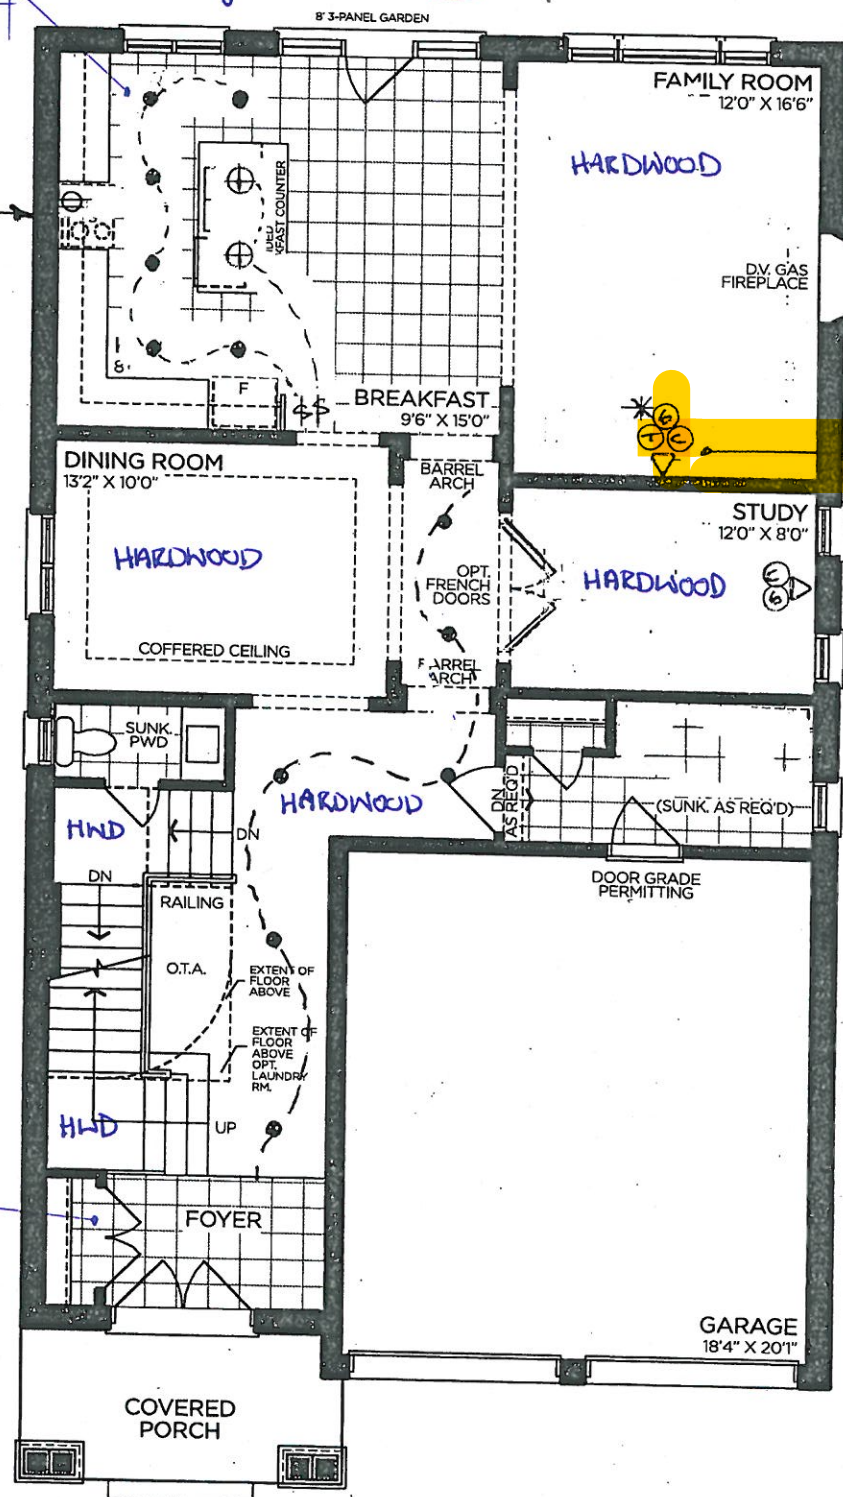 8' 3-PANEL GARDEN
FAMILY ROOM
12'0" X 16'6"
HARDWOOD
D.V. GAS
FIREPLACE
F
BREAKFAST
9'6" X 15'0"
DINING ROOM
13'2" X 10'0"
HARDWOOD
COFFERED CEILING
BARREL
ARCH
OPT.
FRENCH
DOORS
BARREL
ARCH
STUDY
12'0" X 8'0"
HARDWOOD
SUNK.
PWD
HARDWOOD
HWD
DN
DN
DN
AS REQ'D
(SUNK. AS REQ'D)
DOOR GRADE
PERMITTING
RAILING
O.T.A.
EXTENT OF
FLOOR
ABOVE
EXTENT OF
FLOOR
ABOVE
OPT.
LAUNDRY
RM.
HWD
UP
FOYER
GARAGE
18'4" X 20'1"
COVERED
PORCH